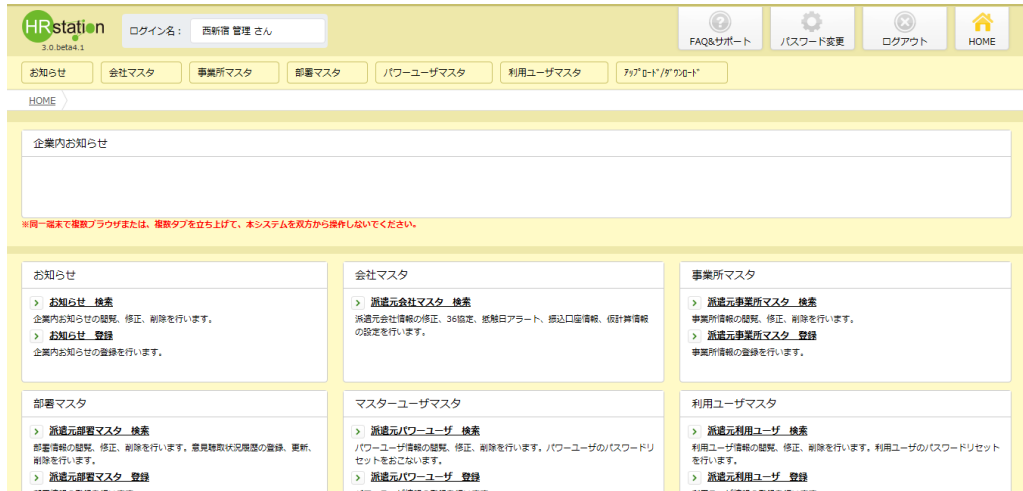 HRstation
3.0.beta4.1
ログイン名：
西新宿 管理 さん
FAQ&サポート
パスワード変更
ログアウト
HOME
お知らせ
会社マスタ
事業所マスタ
部署マスタ
パワーユーザマスタ
利用ユーザマスタ
ｱｯﾌﾟﾛｰﾄﾞ/ﾀﾞｳﾝﾛｰﾄﾞ
HOME
企業内お知らせ
※同一端末で複数ブラウザまたは、複数タブを立ち上げて、本システムを双方から操作しないでください。
お知らせ
お知らせ　検索
企業内お知らせの閲覧、修正、削除を行います。
お知らせ　登録
企業内お知らせの登録を行います。
会社マスタ
派遣元会社マスタ　検索
派遣元会社情報の修正、36協定、抵触日アラート、振込口座情報、仮計算情報
の設定を行います。
事業所マスタ
派遣元事業所マスタ　検索
事業所情報の閲覧、修正、削除を行います。
派遣元事業所マスタ　登録
事業所情報の登録を行います。
部署マスタ
派遣元部署マスタ　検索
部署情報の閲覧、修正、削除を行います。意見聴取状況履歴の登録、更新、
削除を行います。
派遣元部署マスタ　登録
マスターユーザマスタ
派遣元パワーユーザ　検索
パワーユーザ情報の閲覧、修正、削除を行います。パワーユーザのパスワードリ
セットをおこないます。
派遣元パワーユーザ　登録
利用ユーザマスタ
派遣元利用ユーザ　検索
利用ユーザ情報の閲覧、修正、削除を行います。利用ユーザのパスワードリセット
を行います。
派遣元利用ユーザ　登録